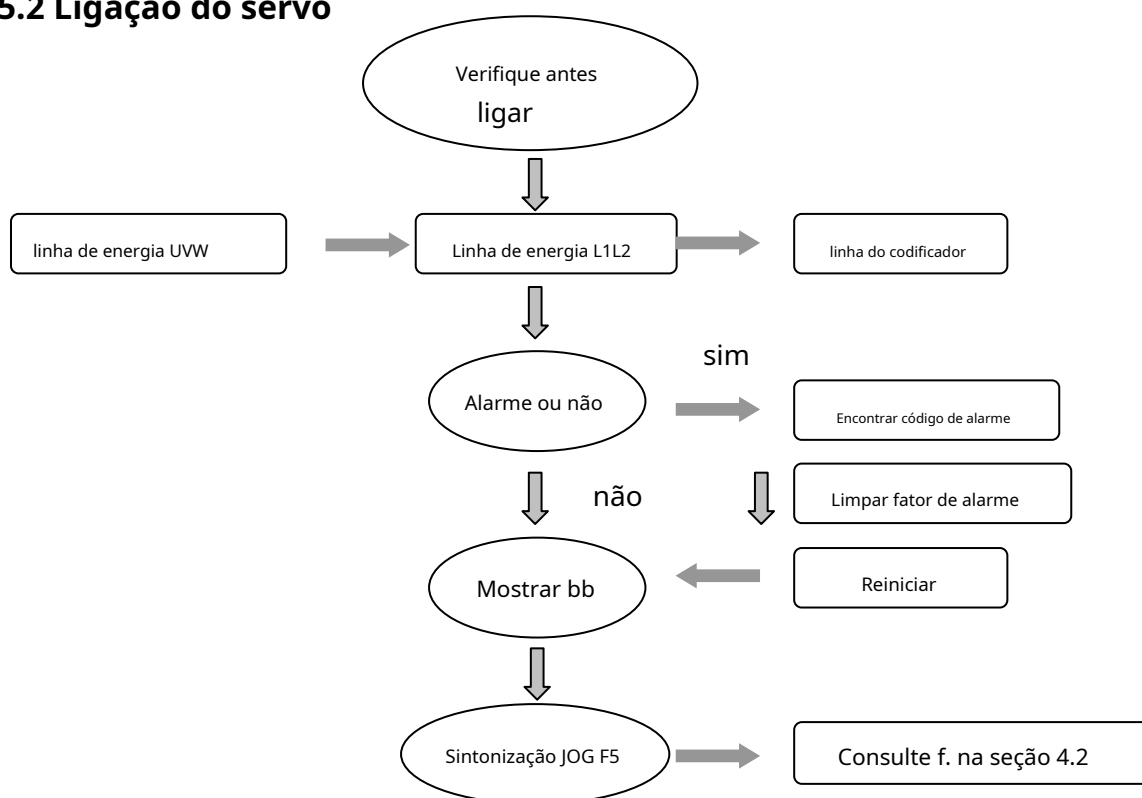 5.2 Ligação do servo
Verifique antes
ligar
linha de energia UVW
Linha de energia L1L2
linha do codificador
sim
Alarme ou não
Encontrar código de alarme
não
Limpar fator de alarme
Mostrar bb
Reiniciar
Sintonização JOG F5
Consulte f. na seção 4.2